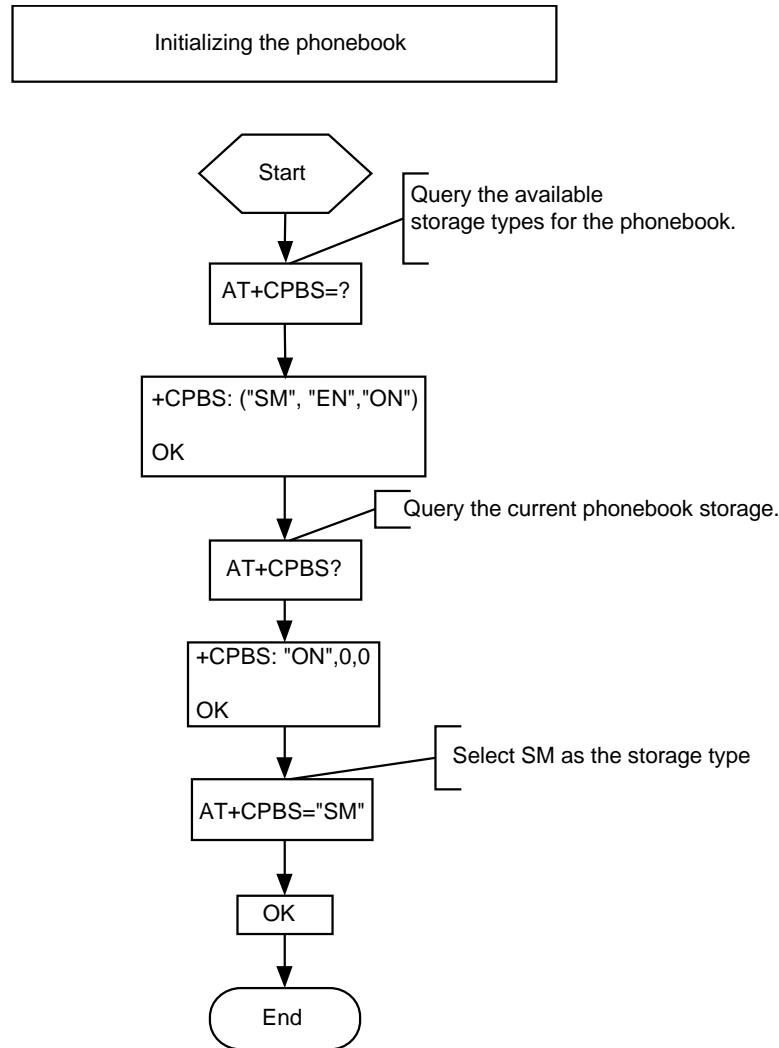 Initializing the phonebook
Start
Query the available
storage types for the phonebook.
AT+CPBS=?
+CPBS: ("SM", "EN","ON")
OK
Query the current phonebook storage.
AT+CPBS?
+CPBS: "ON",0,0
OK
Select SM as the storage type
AT+CPBS="SM"
OK
End